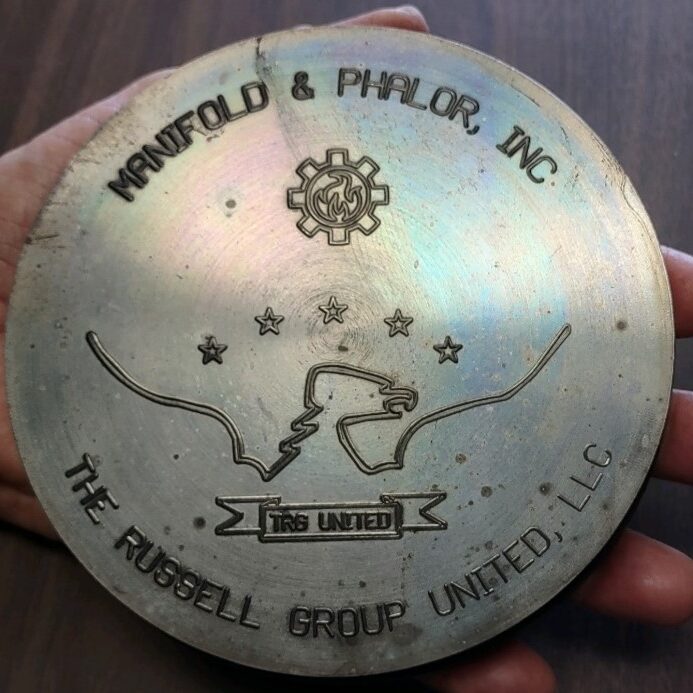 MANIFOLD & PHALOR, INC
TRG UNITED
THE RUSSELL GROUP UNITED, LLC